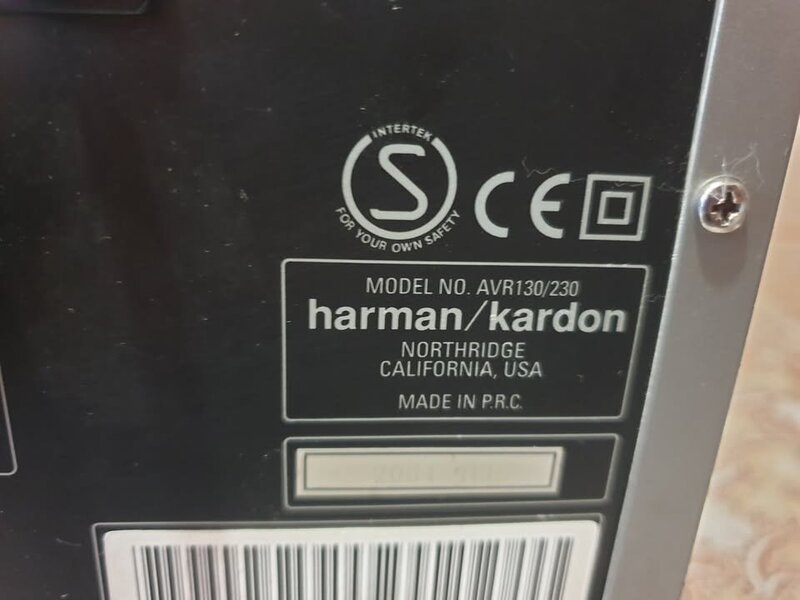 INTERTEK
S
FOR YOUR OWN SAFETY
CE
MODEL NO. AVR130/230
harman/kardon
NORTHRIDGE
CALIFORNIA, USA
MADE IN P.R.C.